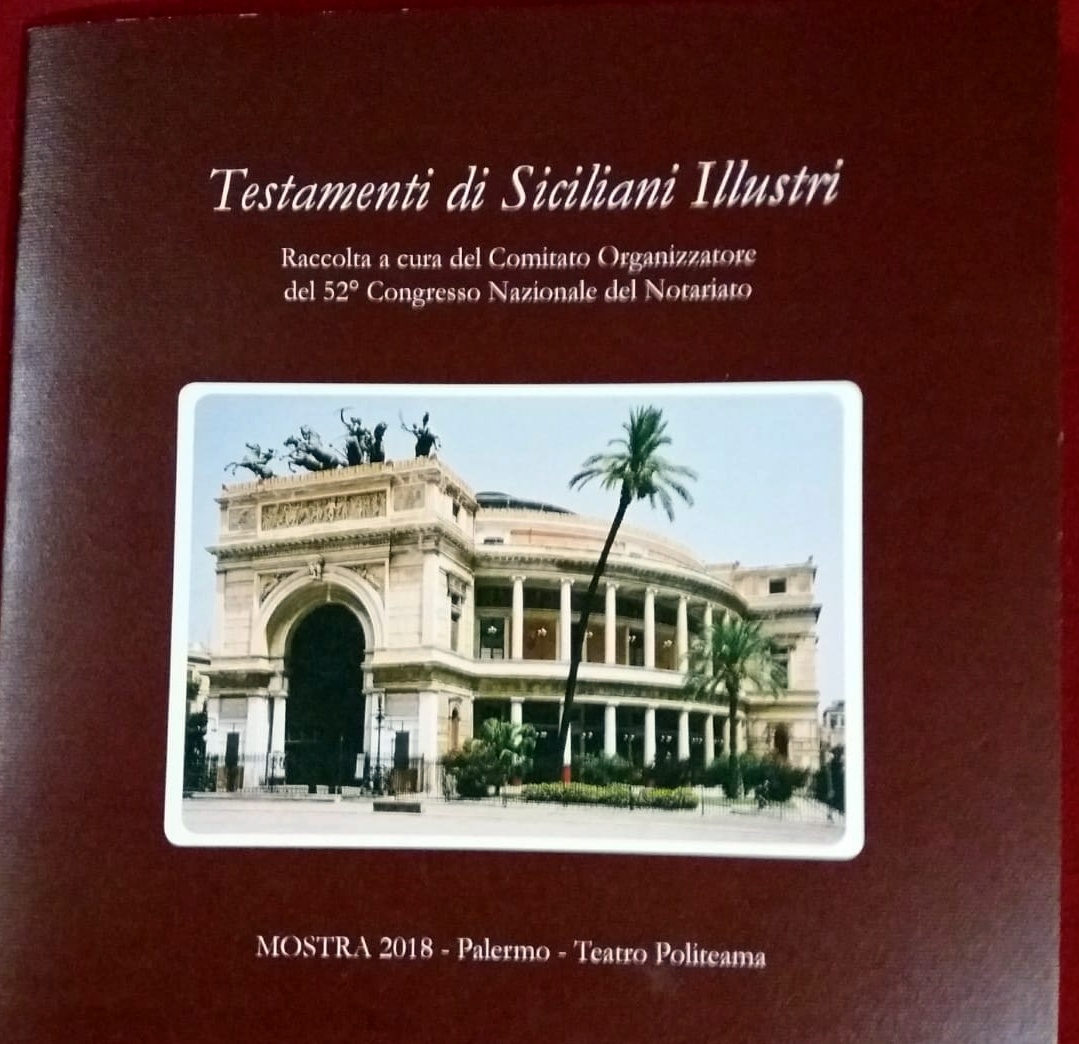 Testamenti di Siciliani Illustri
Raccolta a cura del Comitato Organizzatore
del 52° Congresso Nazionale del Notariato
MOSTRA 2018 - Palermo - Teatro Politeama